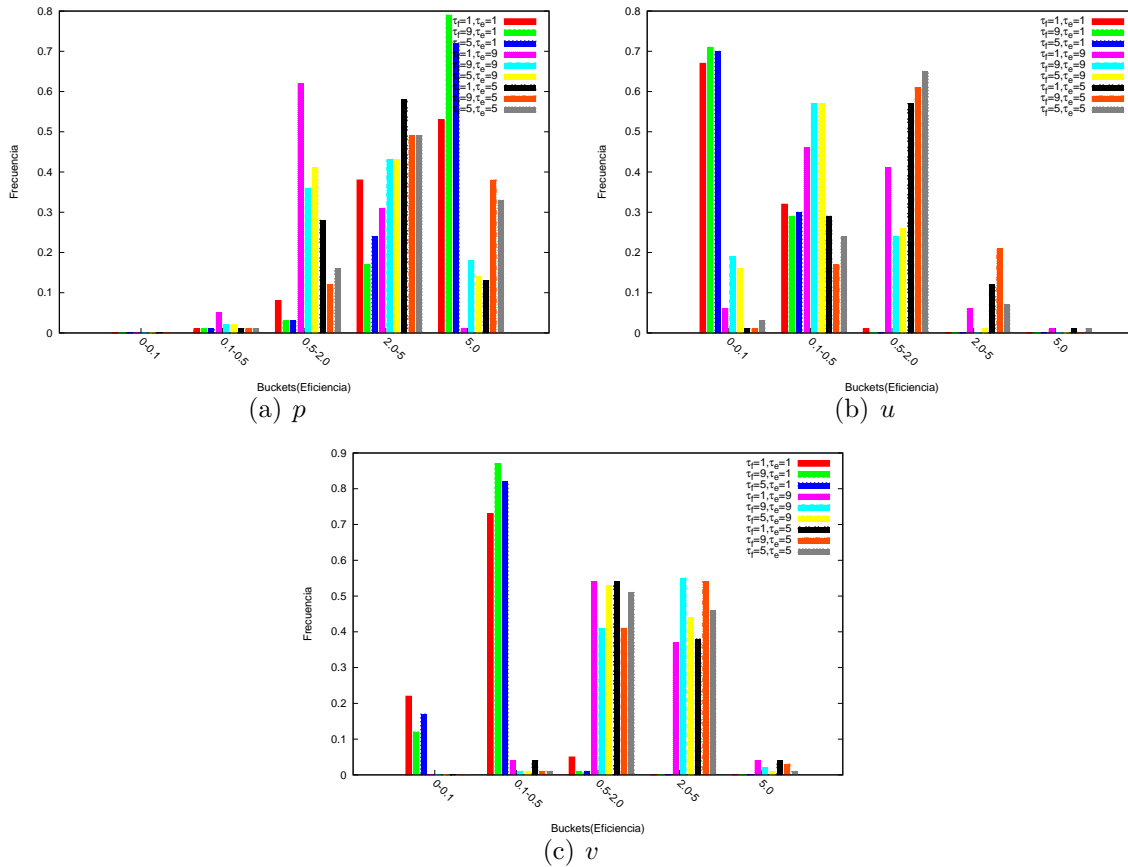 0.8
0.7
0.6
0.5
0.4
0.3
0.2
0.1
0
Frecuencia
0-0.1
0.1-0.5
0.5-2.0
2.0-5
5.0
Buckets(Eficiencia)
τf=1,τe=1
τf=9,τe=1
τf=5,τe=1
τf=1,τe=9
τf=9,τe=9
τf=5,τe=9
τf=1,τe=5
τf=9,τe=5
τf=5,τe=5
(a) p
0.8
0.7
0.6
0.5
0.4
0.3
0.2
0.1
0
Frecuencia
0-0.1
0.1-0.5
0.5-2.0
2.0-5
5.0
Buckets(Eficiencia)
τf=1,τe=1
τf=9,τe=1
τf=5,τe=1
τf=1,τe=9
τf=9,τe=9
τf=5,τe=9
τf=1,τe=5
τf=9,τe=5
τf=5,τe=5
(b) u
0.9
0.8
0.7
0.6
0.5
0.4
0.3
0.2
0.1
0
Frecuencia
0-0.1
0.1-0.5
0.5-2.0
2.0-5
5.0
Buckets(Eficiencia)
τf=1,τe=1
τf=9,τe=1
τf=5,τe=1
τf=1,τe=9
τf=9,τe=9
τf=5,τe=9
τf=1,τe=5
τf=9,τe=5
τf=5,τe=5
(c) v